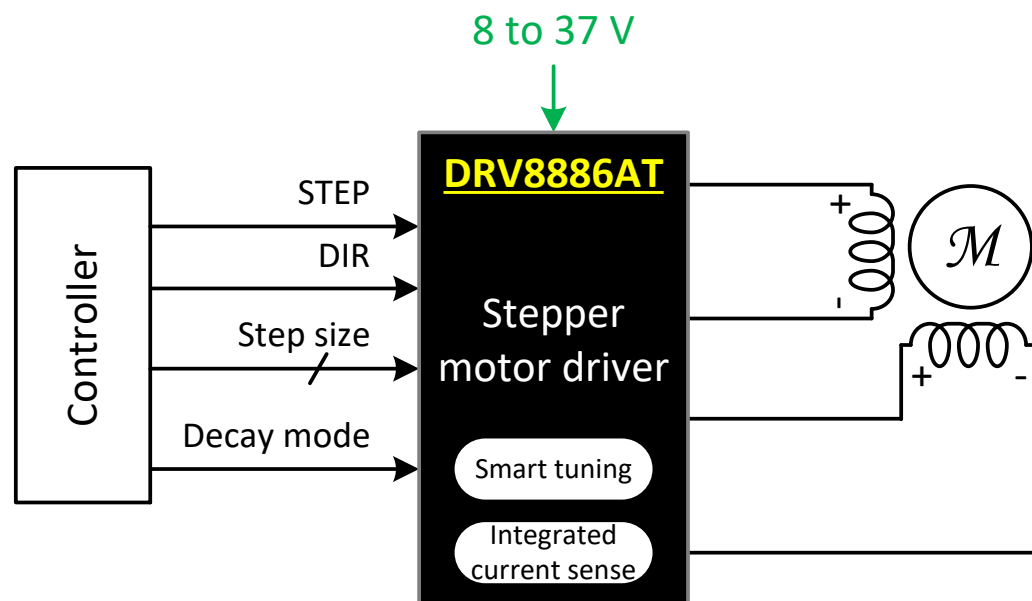 8 to 37 V
Controller
STEP
DIR
Step size
Decay mode
DRV8886AT
Stepper
motor driver
Smart tuning
Integrated
current sense
+
-
M
+ -